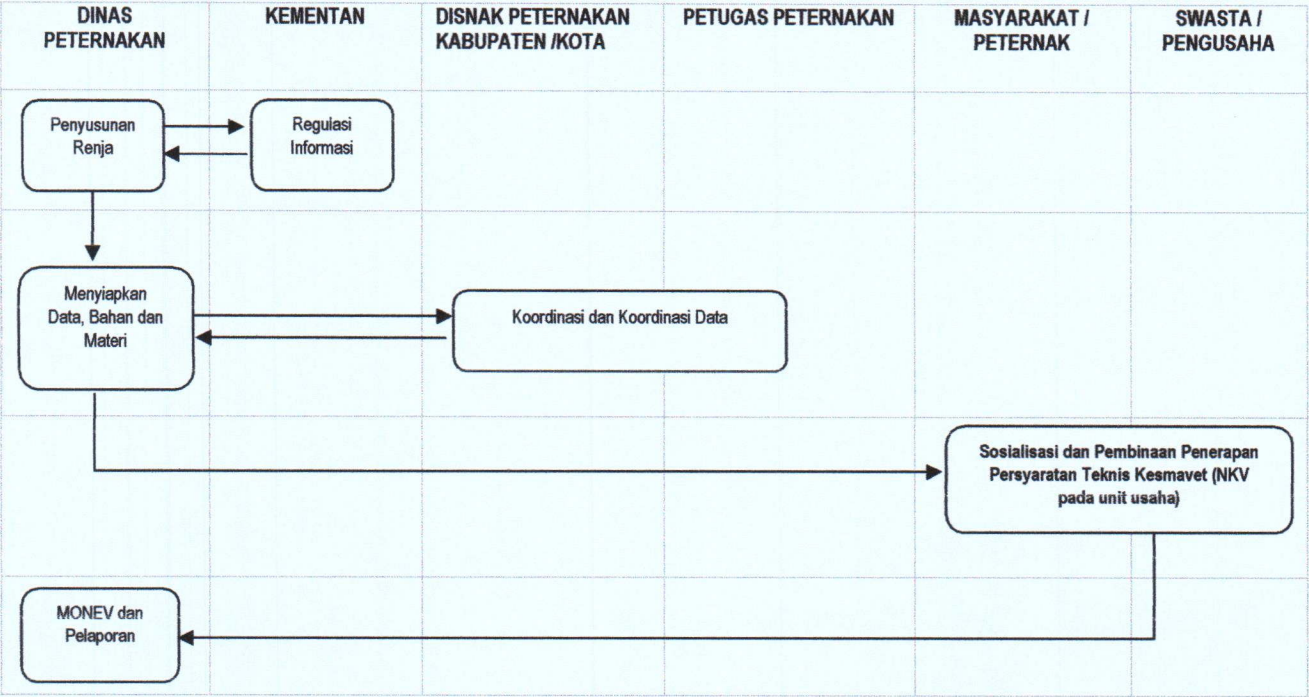 DINAS
PETERNAKAN
KEMENTAN
DISNAK PETERNAKAN
KABUPATEN /KOTA
PETUGAS PETERNAKAN
MASYARAKAT /
PETERNAK
SWASTA /
PENGUSAHA
Penyusunan
Renja
Regulasi
Informasi
Menyiapkan
Data, Bahan dan
Materi
Koordinasi dan Koordinasi Data
Sosialisasi dan Pembinaan Penerapan
Persyaratan Teknis Kesmavet (NKV
pada unit usaha)
MONEV dan
Pelaporan